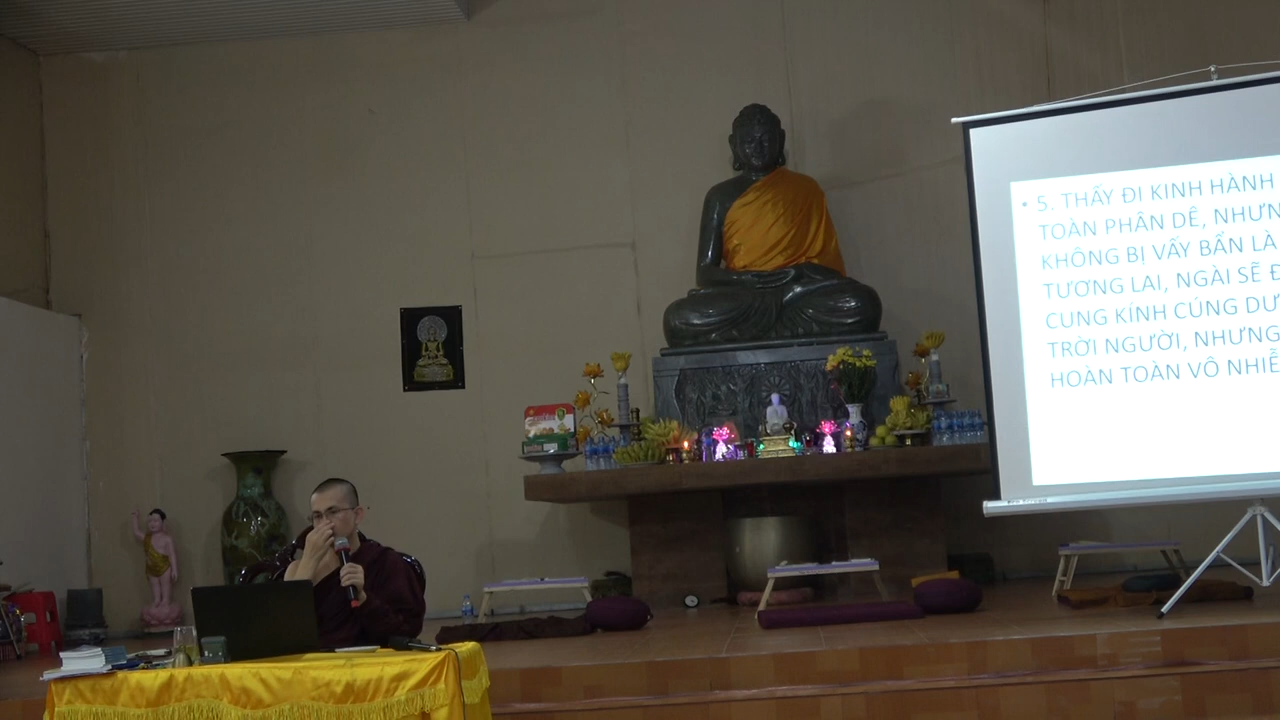 • 5. THẤY ĐI KINH HÀNH
TOÀN PHÂN DÊ, NHƯN
KHÔNG BỊ VẤY BẨN LÀ
TƯƠNG LAI, NGÀI SẼ Đ
CUNG KÍNH CÚNG DƯ
TRỜI NGƯỜI, NHƯNG
HOÀN TOÀN VÔ NHIỄ